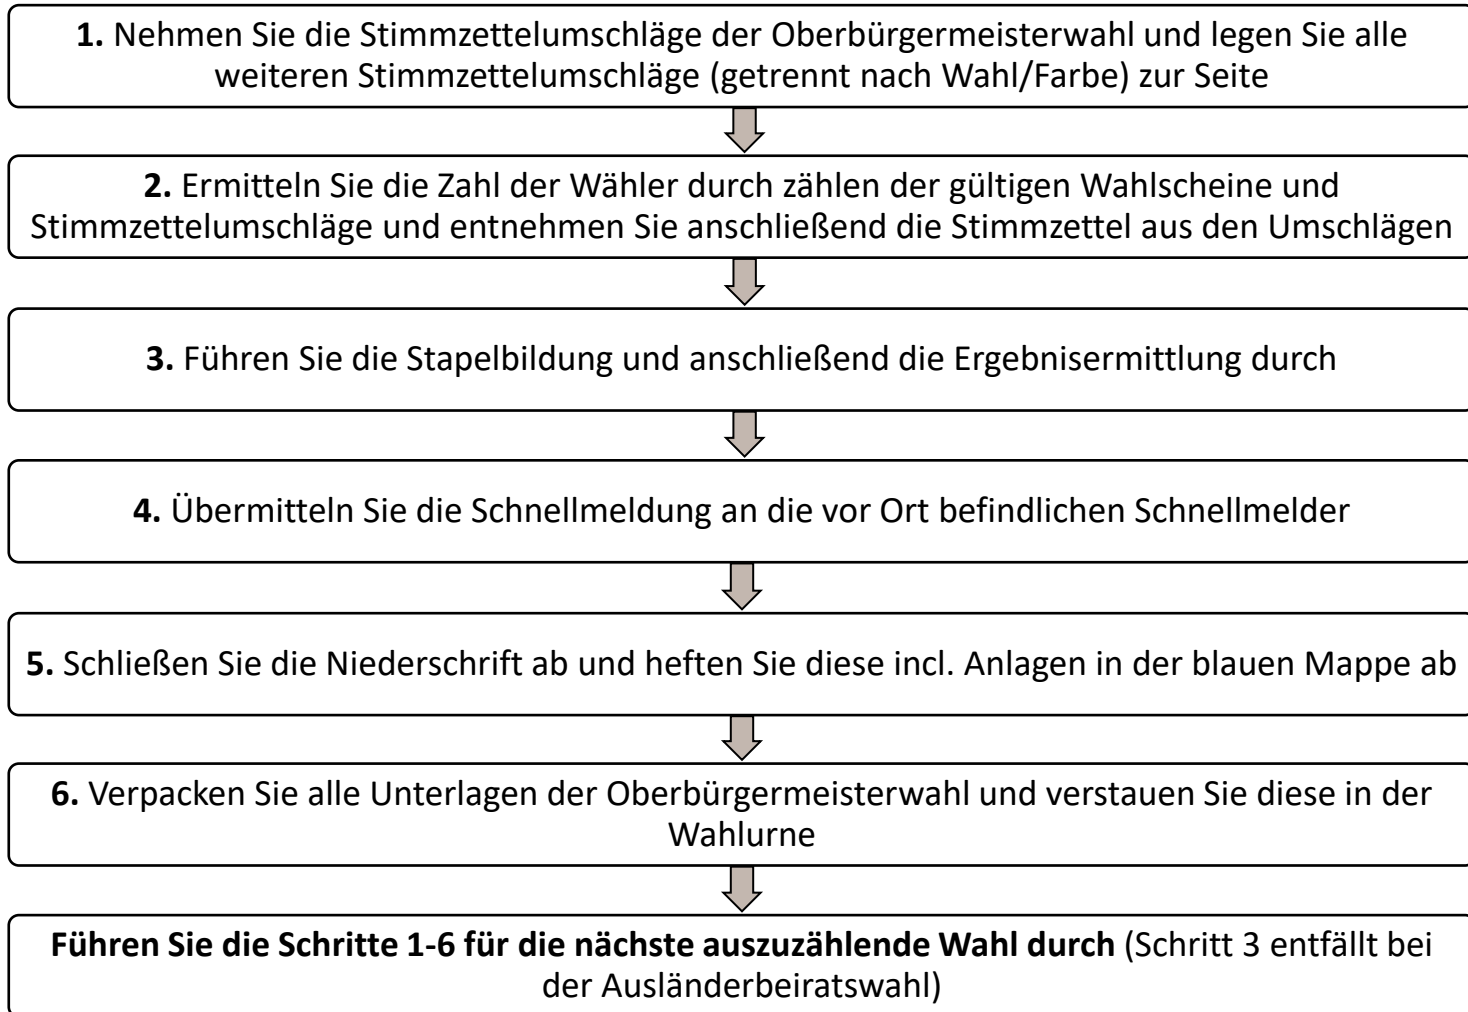 1. Nehmen Sie die Stimmzettelumschläge der Oberbürgermeisterwahl und legen Sie alle
weiteren Stimmzettelumschläge (getrennt nach Wahl/Farbe) zur Seite
2. Ermitteln Sie die Zahl der Wähler durch zählen der gültigen Wahlscheine und
Stimmzettelumschläge und entnehmen Sie anschließend die Stimmzettel aus den Umschlägen
3. Führen Sie die Stapelbildung und anschließend die Ergebnisermittlung durch
4. Übermitteln Sie die Schnellmeldung an die vor Ort befindlichen Schnellmelder
5. Schließen Sie die Niederschrift ab und heften Sie diese incl. Anlagen in der blauen Mappe ab
6. Verpacken Sie alle Unterlagen der Oberbürgermeisterwahl und verstauen Sie diese in der
Wahlurne
Führen Sie die Schritte 1-6 für die nächste auszuzählende Wahl durch (Schritt 3 entfällt bei
der Ausländerbeiratswahl)